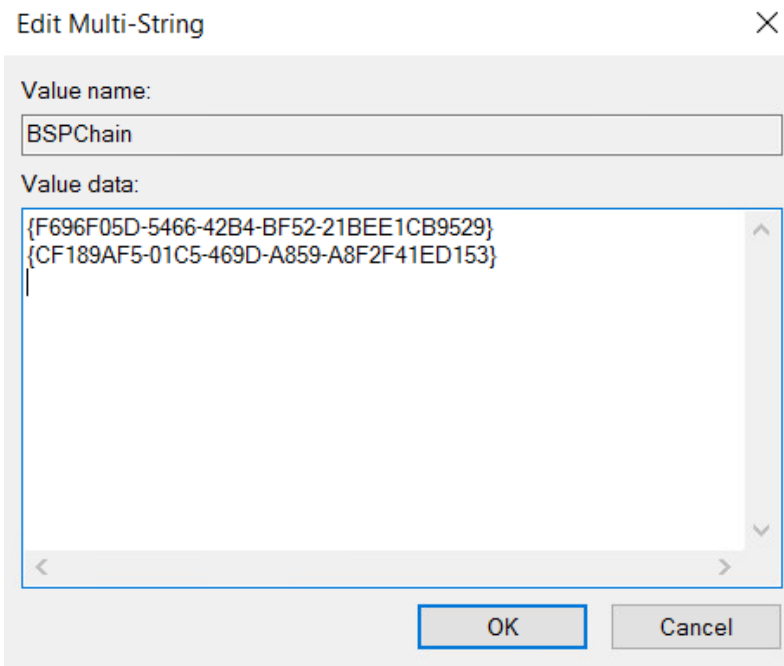 Edit Multi-String
Value name:
BSPChain
Value data:
{F696F05D-5466-42B4-BF52-21BEE1CB9529}
{CF189AF5-01C5-469D-A859-A8F2F41ED153}
OK
Cancel